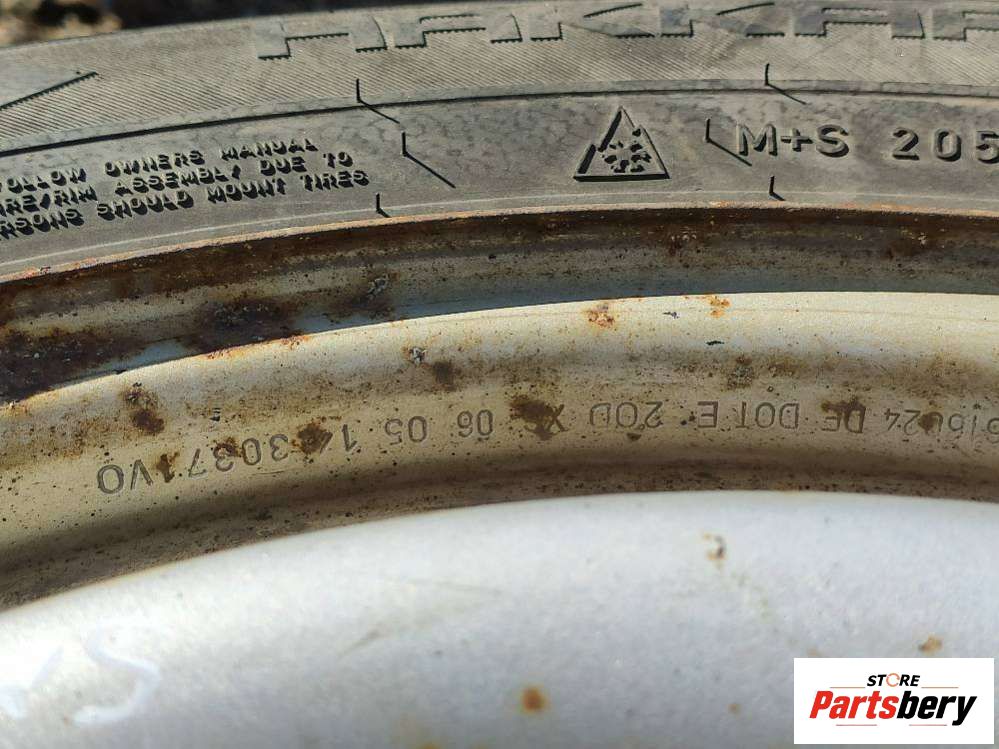 HAKKAP
FOLLOW OWNERS MANUAL
TIRE/RIM ASSEMBLY DUE TO
PERSONS SHOULD MOUNT TIRES
M+S 205
DE DOT E 20D 06 05 14 30371VO
STORE
Partsbery